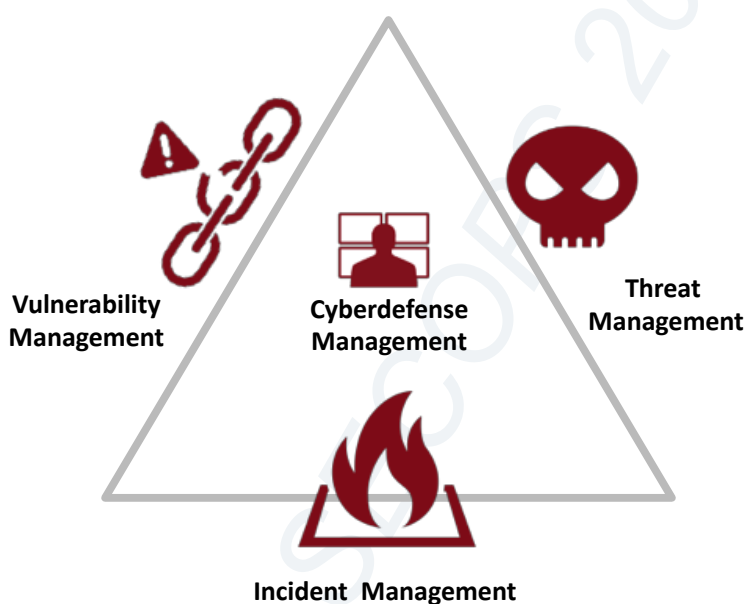 Vulnerability
Management
Cyberdefense
Management
Threat
Management
Incident Management